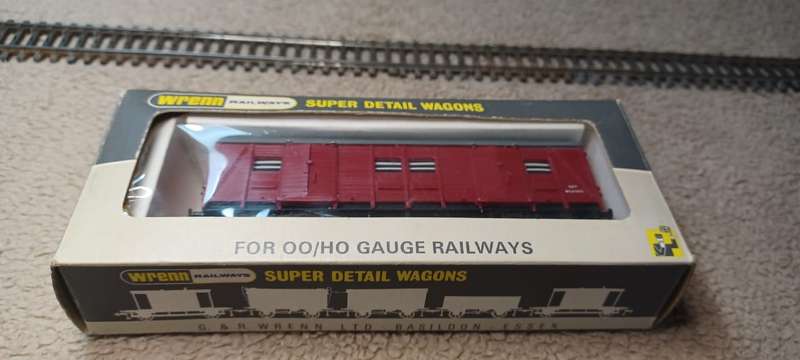 Wrenn RAILWAYS SUPER DETAIL WAGONS
FOR OO/HO GAUGE RAILWAYS
Wrenn RAILWAYS SUPER DETAIL WAGONS
G & R WRENN LTD BASILDON ESSEX